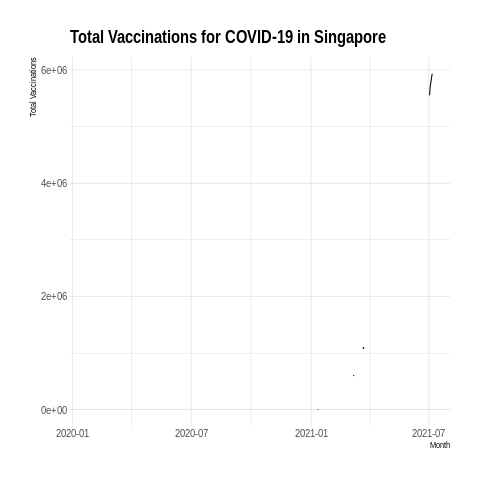 Total Vaccinations for COVID-19 in Singapore
Total Vaccinations
6e+06
4e+06
2e+06
0e+00
2020-01
2020-07
2021-01
2021-07
Month